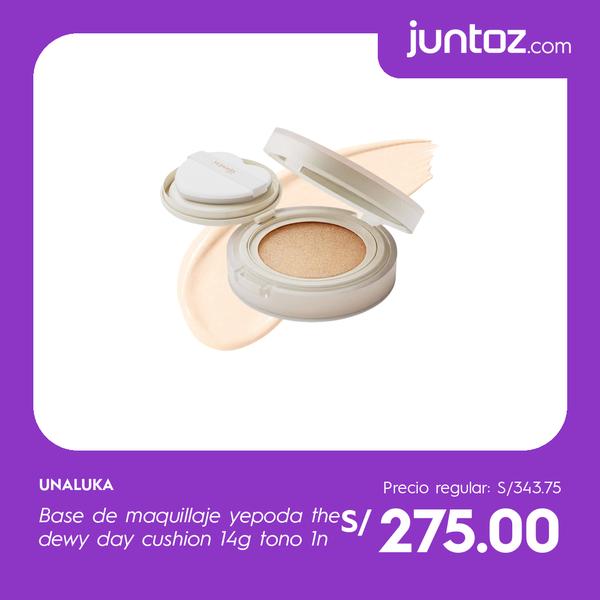 juntoz.com
UNALUKA
Base de maquillaje yepoda the
dewy day cushion 14g tono 1n
Precio regular: S/343.75
S/ 275.00